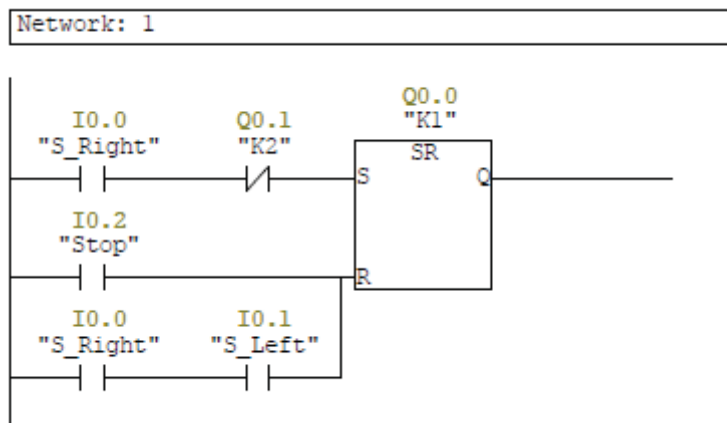 Network: 1
Q0.0
I0.0 Q0.1 "K1"
"S_Right" "K2" SR
S Q
I0.2
"Stop"
R
I0.0 I0.1
"S_Right" "S_Left"